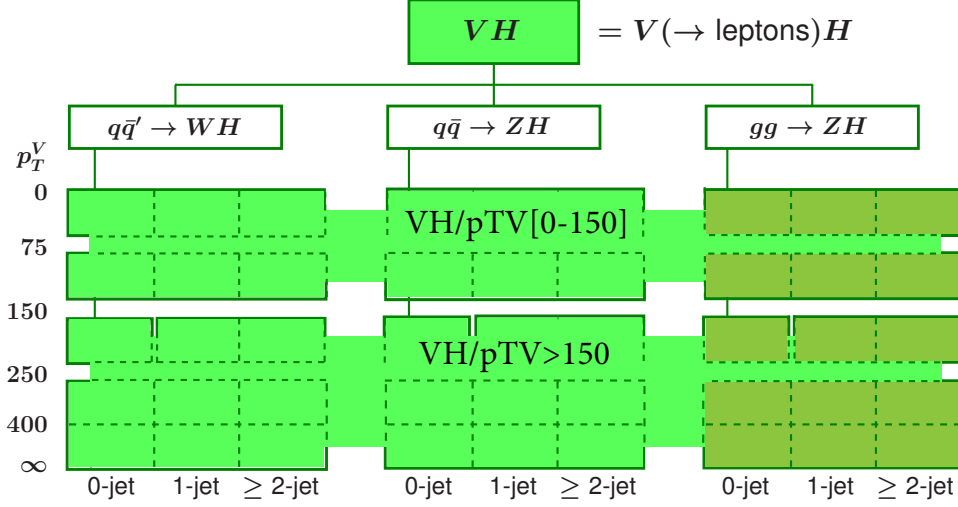 VH = V(→ leptons)H
qq̄′ → WH qq̄ → ZH gg → ZH
p_T^V
0
VH/pTV[0-150]
75
150
VH/pTV>150
250
400
∞
0-jet 1-jet ≥ 2-jet 0-jet 1-jet ≥ 2-jet 0-jet 1-jet ≥ 2-jet